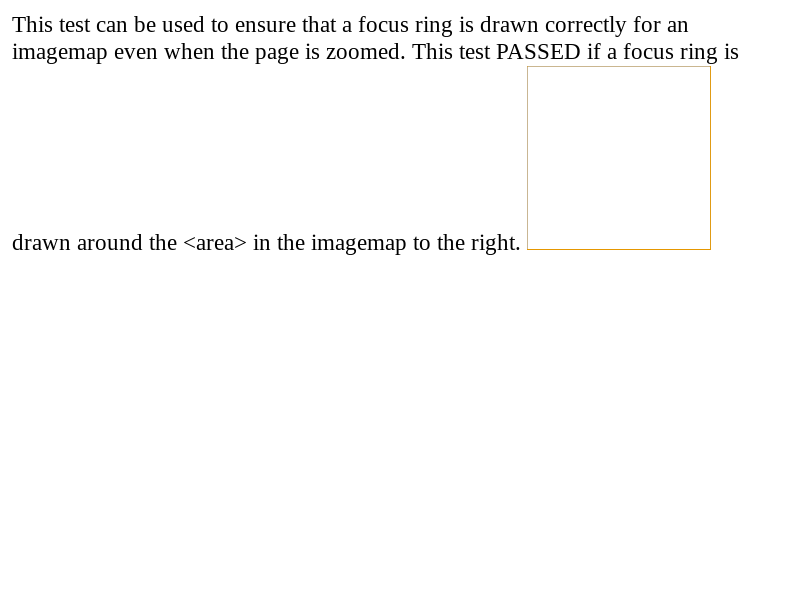 This test can be used to ensure that a focus ring is drawn correctly for an
imagemap even when the page is zoomed. This test PASSED if a focus ring is
drawn around the <area> in the imagemap to the right.